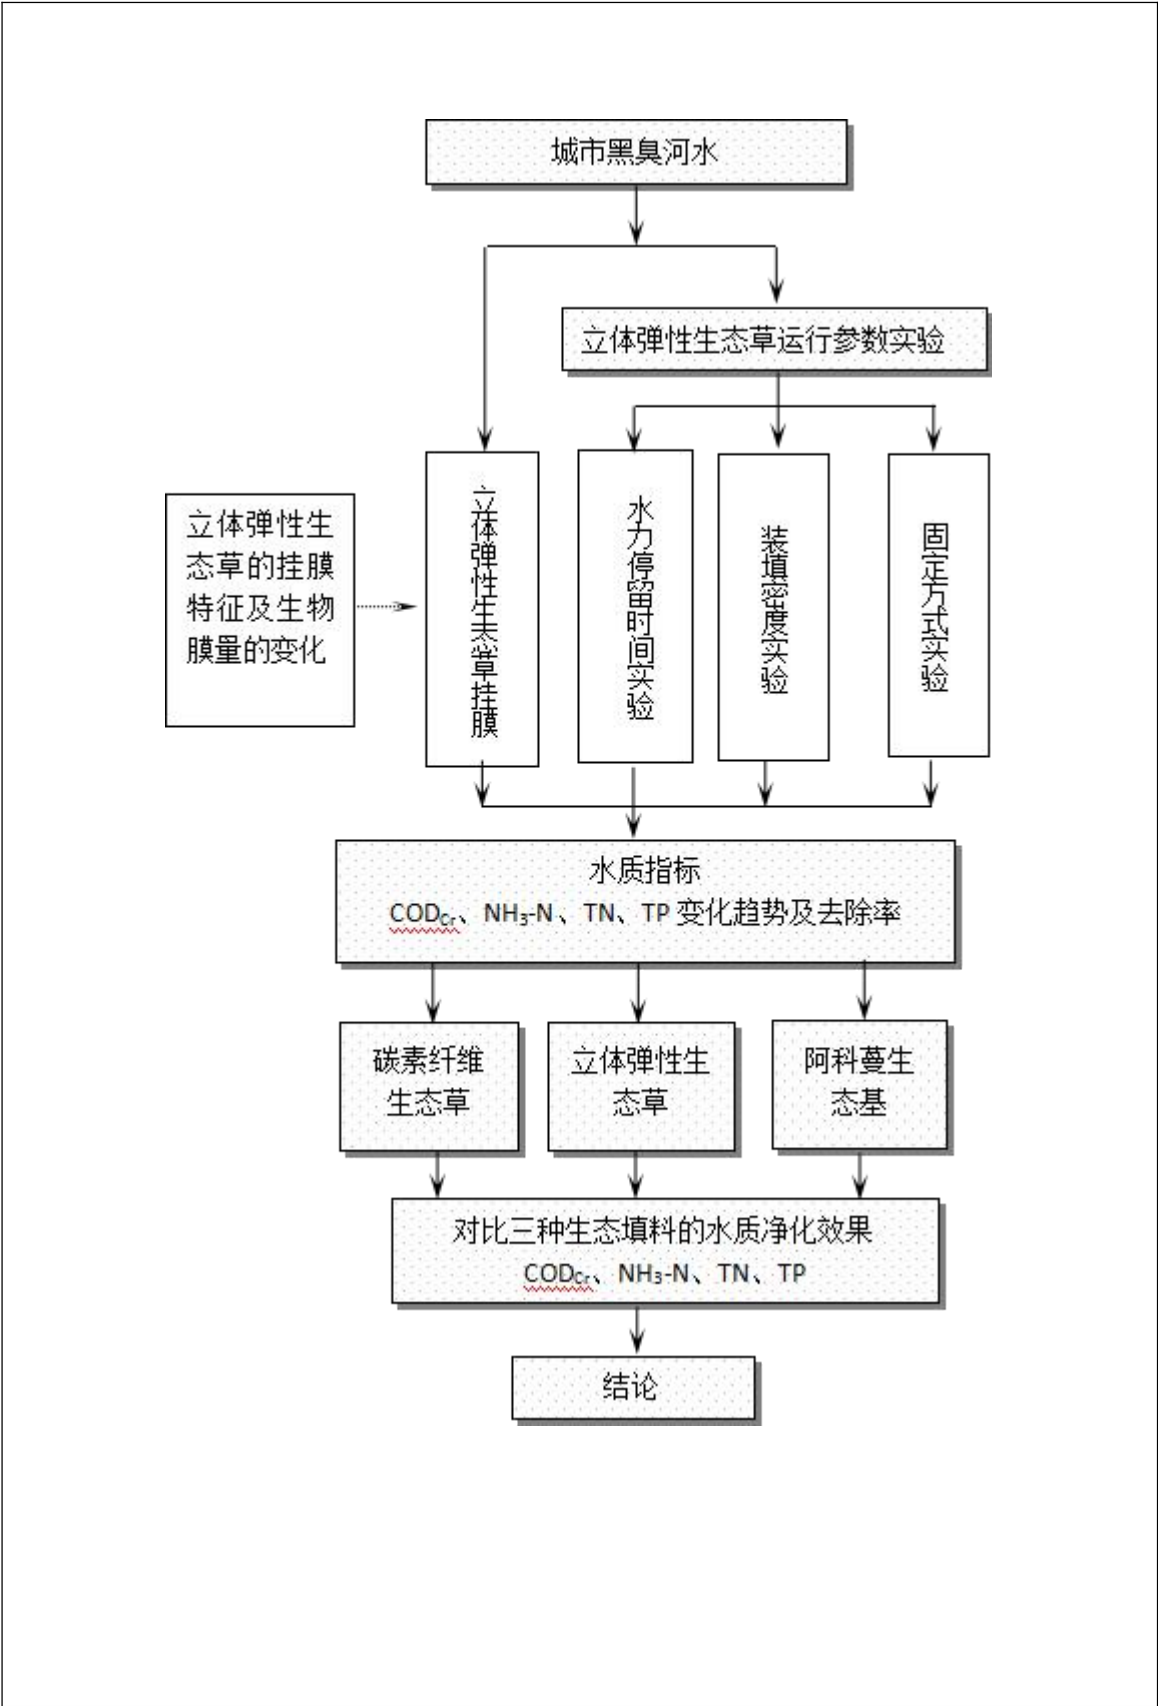 城市黑臭河水
立体弹性生态草运行参数实验
立体弹性生
态草的挂膜
特征及生物
膜量的变化
立体弹性生态草挂膜
水力停留时间实验
装填密度实验
固定方式实验
水质指标
COD_Cr、NH₃-N、TN、TP 变化趋势及去除率
碳素纤维
生态草
立体弹性生
态草
阿科蔓生
态基
对比三种生态填料的水质净化效果
COD_Cr、NH₃-N、TN、TP
结论